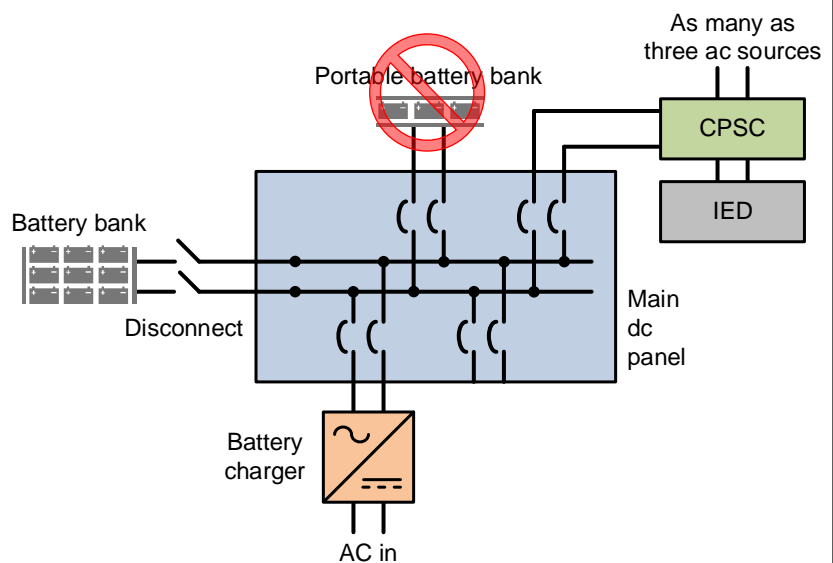 As many as
three ac sources
Portable battery bank
CPSC
IED
Battery bank
Disconnect
Main
dc
panel
Battery
charger
AC in